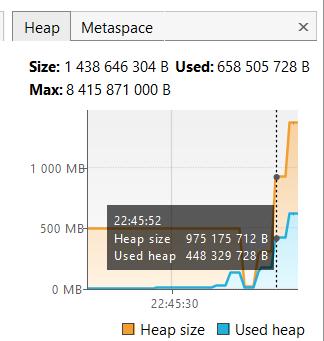 Heap Metaspace ×
Size: 1 438 646 304 B Used: 658 505 728 B
Max: 8 415 871 000 B
1 000 MB
500 MB
22:45:52
Heap size 975 175 712 B
Used heap 448 329 728 B
0 MB
22:45:30
Heap size Used heap